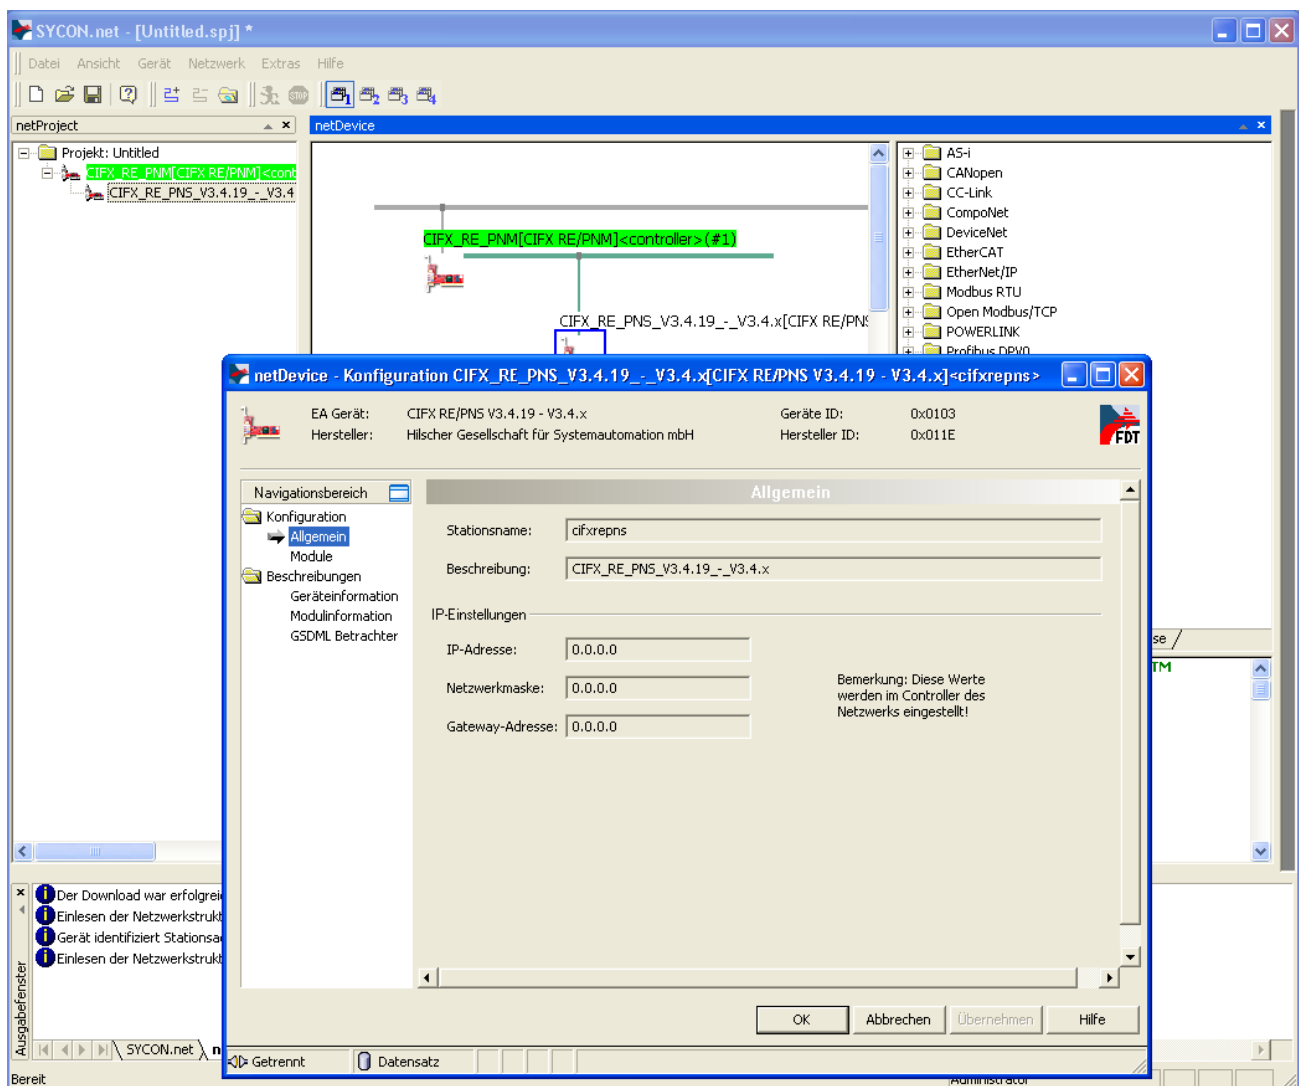 SYCON.net - [Untitled.spj] *
Datei Ansicht Gerät Netzwerk Extras Hilfe
netProject
netDevice
Projekt: Untitled
CIFX_RE_PNM[CIFX RE/PNM]<cont
CIFX_RE_PNS_V3.4.19_-_V3.4
CIFX_RE_PNM[CIFX RE/PNM]<controller>(#1)
CIFX_RE_PNS_V3.4.19_-_V3.4.x[CIFX RE/PNS
AS-i
CANopen
CC-Link
CompoNet
DeviceNet
EtherCAT
EtherNet/IP
Modbus RTU
Open Modbus/TCP
POWERLINK
Profibus DPV0
netDevice - Konfiguration CIFX_RE_PNS_V3.4.19_-_V3.4.x[CIFX RE/PNS V3.4.19 - V3.4.x]<cifxrepns>
EA Gerät: CIFX RE/PNS V3.4.19 - V3.4.x Geräte ID: 0x0103
Hersteller: Hilscher Gesellschaft für Systemautomation mbH Hersteller ID: 0x011E
FDT
Navigationsbereich
Konfiguration
Allgemein
Module
Beschreibungen
Geräteinformation
Modulinformation
GSDML Betrachter
Allgemein
Stationsname: cifxrepns
Beschreibung: CIFX_RE_PNS_V3.4.19_-_V3.4.x
IP-Einstellungen
IP-Adresse: 0.0.0.0
Netzwerkmaske: 0.0.0.0
Gateway-Adresse: 0.0.0.0
Bemerkung: Diese Werte
werden im Controller des
Netzwerks eingestellt!
OK Abbrechen Übernehmen Hilfe
Getrennt Datensatz
se
TM
Ausgabefenster
Der Download war erfolgrei
Einlesen der Netzwerkstrukt
Gerät identifiziert Stationsa
Einlesen der Netzwerkstrukt
SYCON.net n
Bereit
Administrator